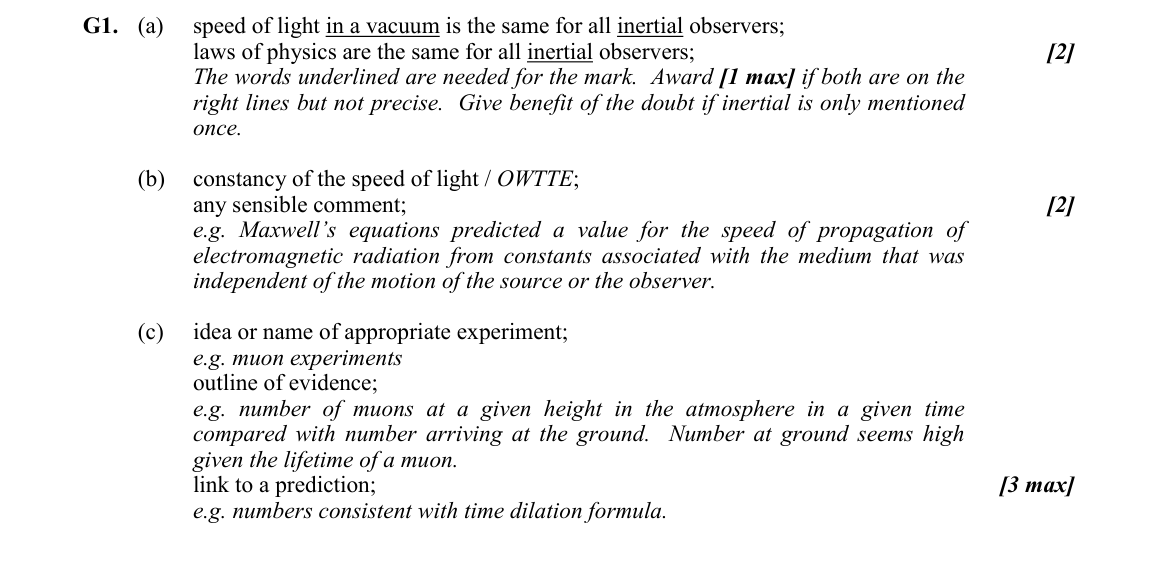 G1. (a) speed of light in a vacuum is the same for all inertial observers;
laws of physics are the same for all inertial observers; [2]
The words underlined are needed for the mark. Award [1 max] if both are on the
right lines but not precise. Give benefit of the doubt if inertial is only mentioned
once.
(b) constancy of the speed of light / OWTTE;
any sensible comment; [2]
e.g. Maxwell's equations predicted a value for the speed of propagation of
electromagnetic radiation from constants associated with the medium that was
independent of the motion of the source or the observer.
(c) idea or name of appropriate experiment;
e.g. muon experiments
outline of evidence;
e.g. number of muons at a given height in the atmosphere in a given time
compared with number arriving at the ground. Number at ground seems high
given the lifetime of a muon.
link to a prediction; [3 max]
e.g. numbers consistent with time dilation formula.